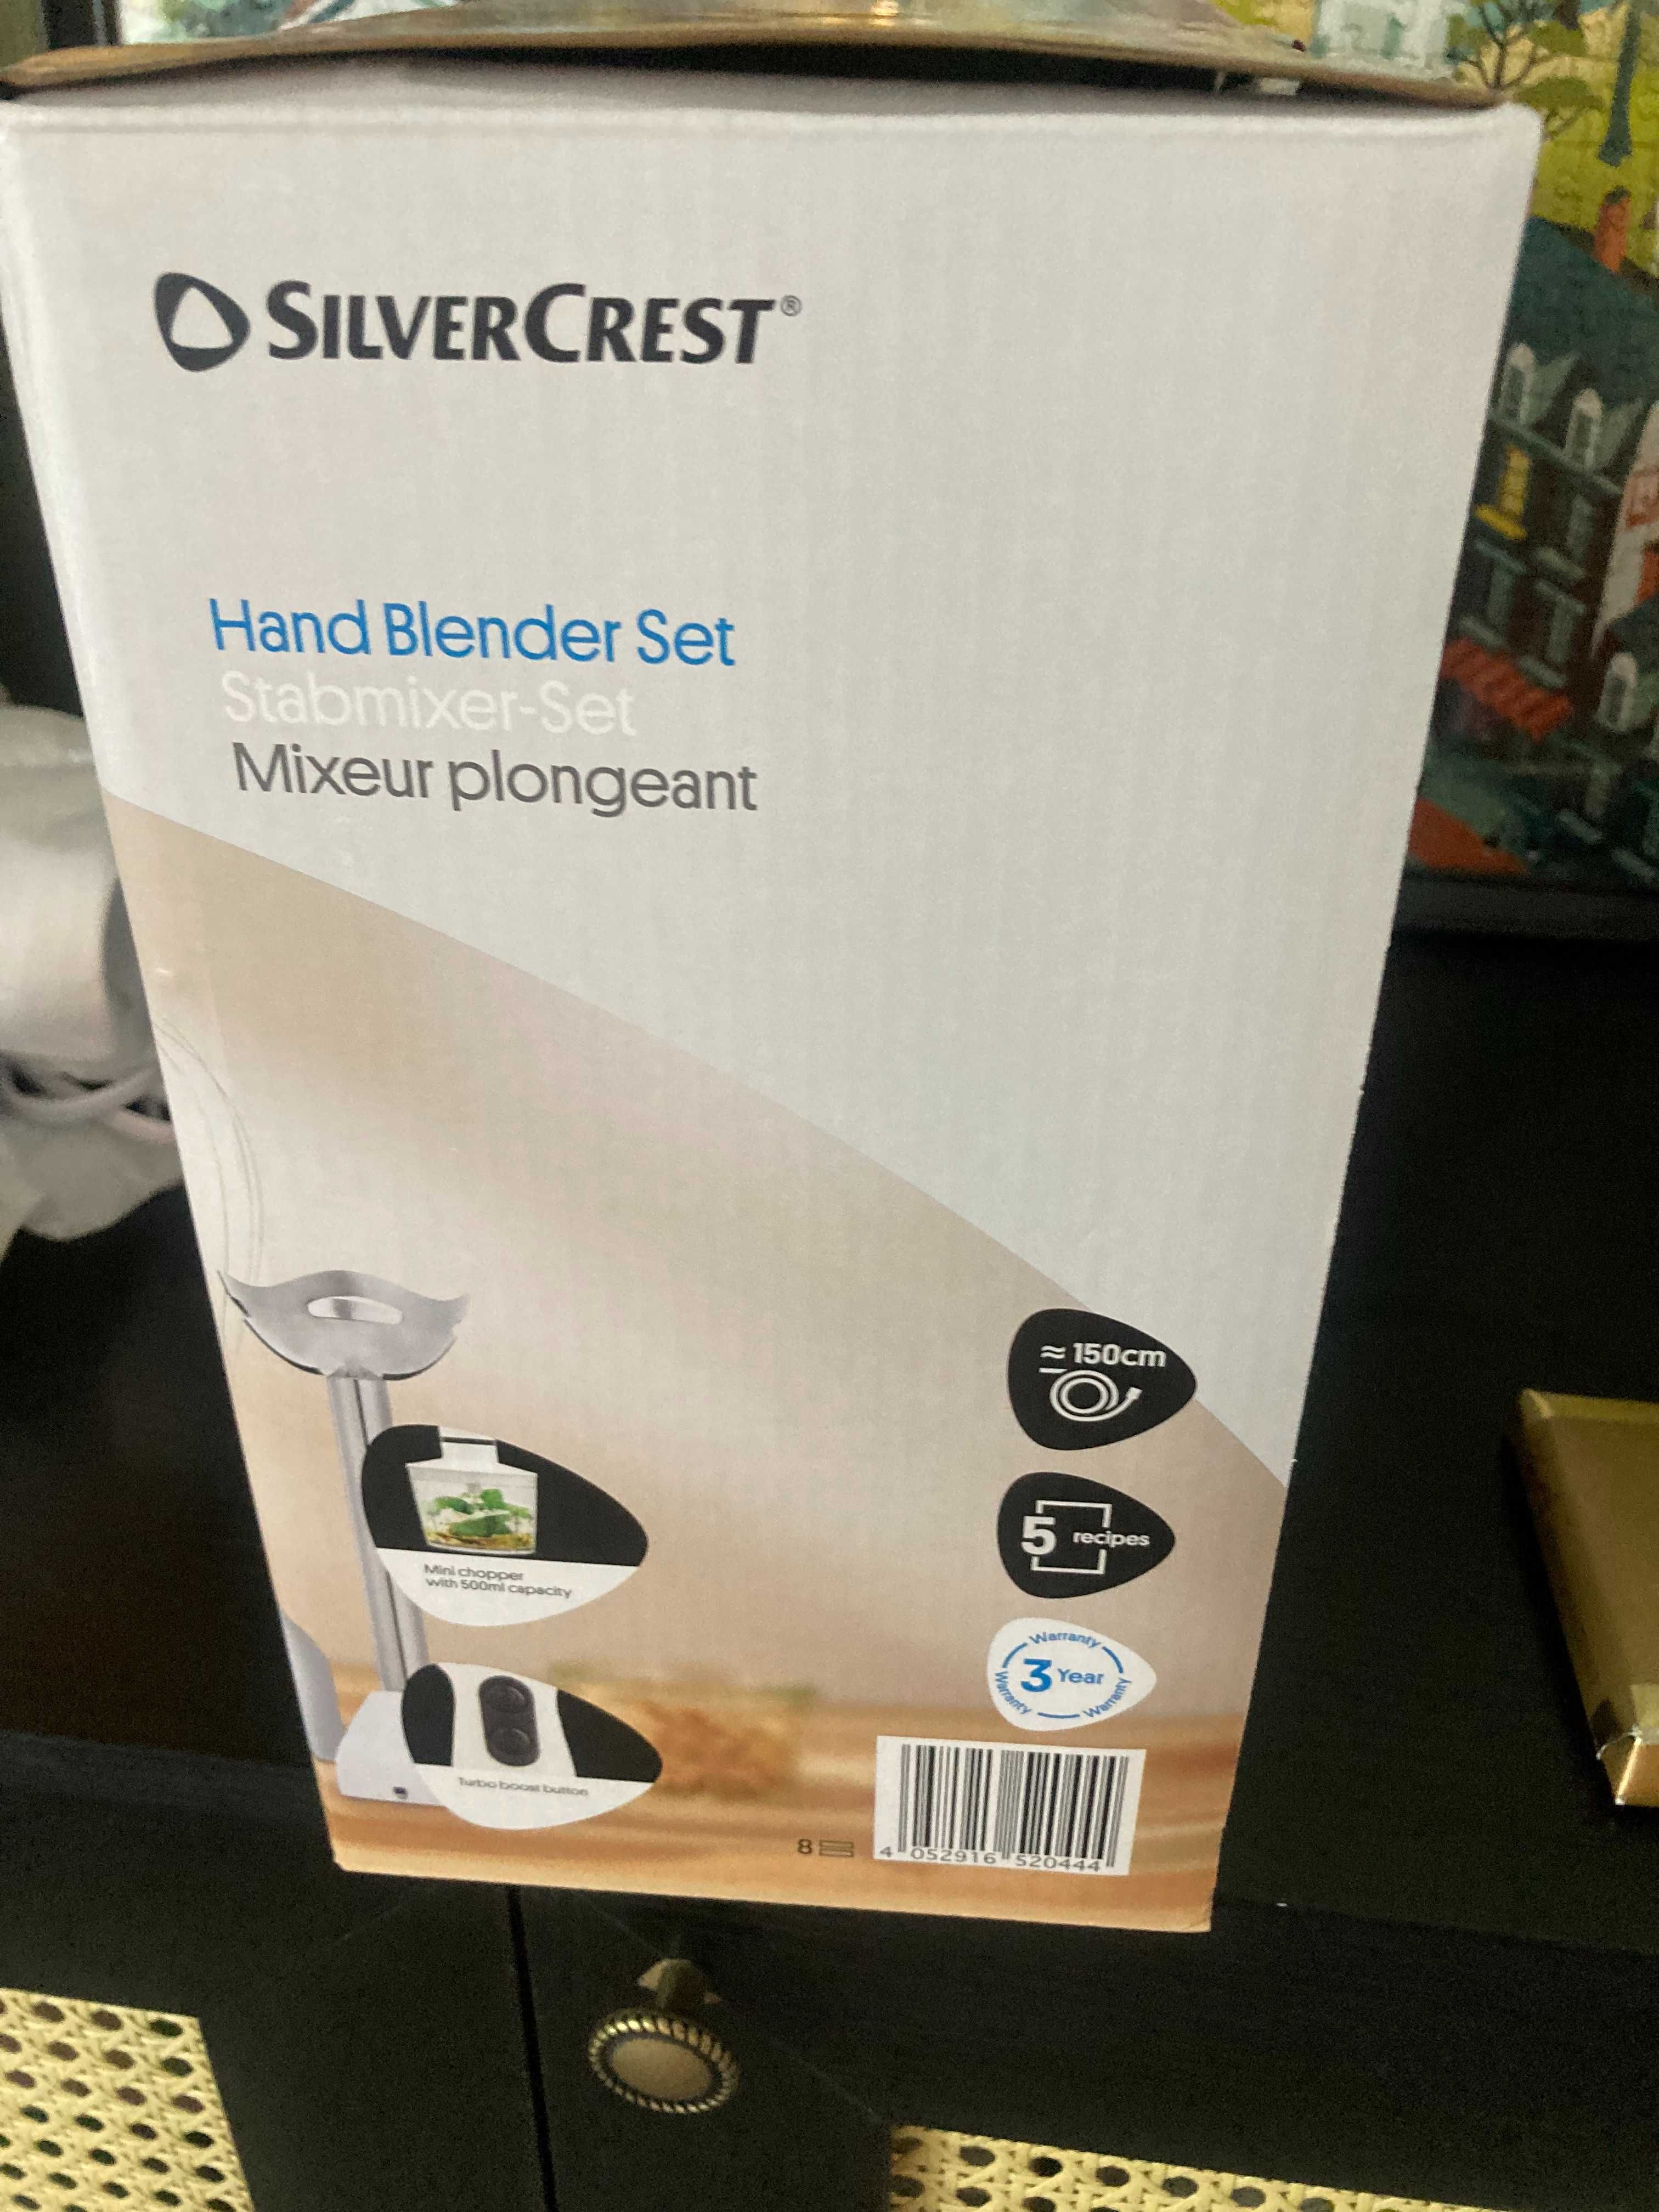 SILVERCREST®
Hand Blender Set
Stabmixer-Set
Mixeur plongeant
≈ 150cm
Mini chopper
with 500ml capacity
5 recipes
Warranty
3 Year
Warranty
Warranty
Turbo boost button
8
4 052916 520444